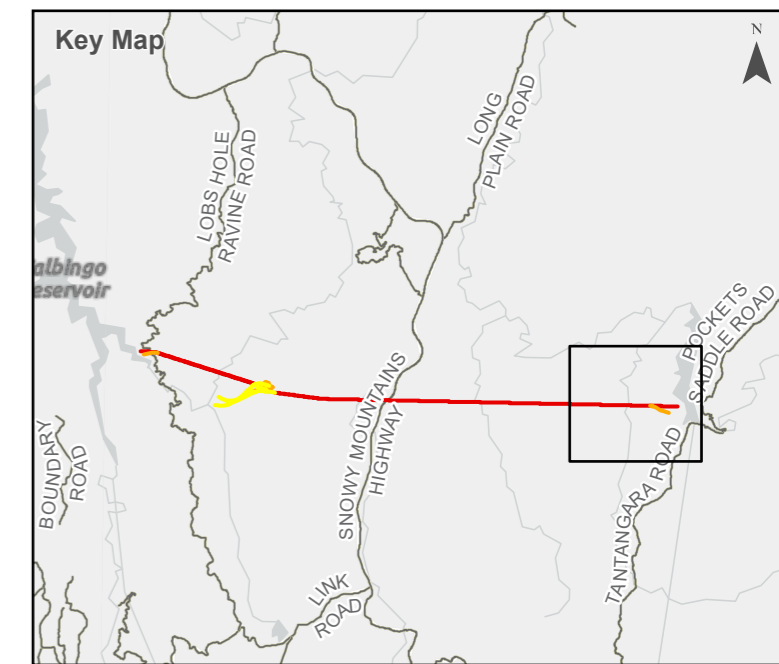 Key Map
N
LONG
PLAIN ROAD
LOBS HOLE
RAVINE ROAD
albingo
eservoir
POCKETS
SADDLE ROAD
SNOWY MOUNTAINS
HIGHWAY
BOUNDARY
ROAD
TANTANGARA ROAD
LINK
ROAD